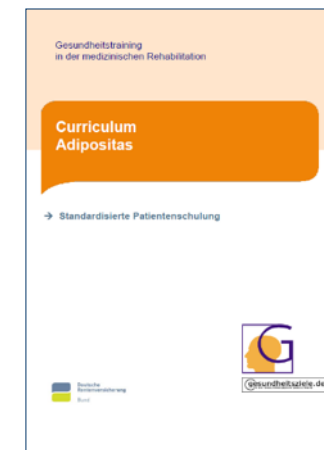 Gesundheitstraining
in der medizinischen Rehabilitation
Curriculum
Adipositas
→ Standardisierte Patientenschulung
Deutsche
Rentenversicherung
Bund
G
gesundheitsziele.de